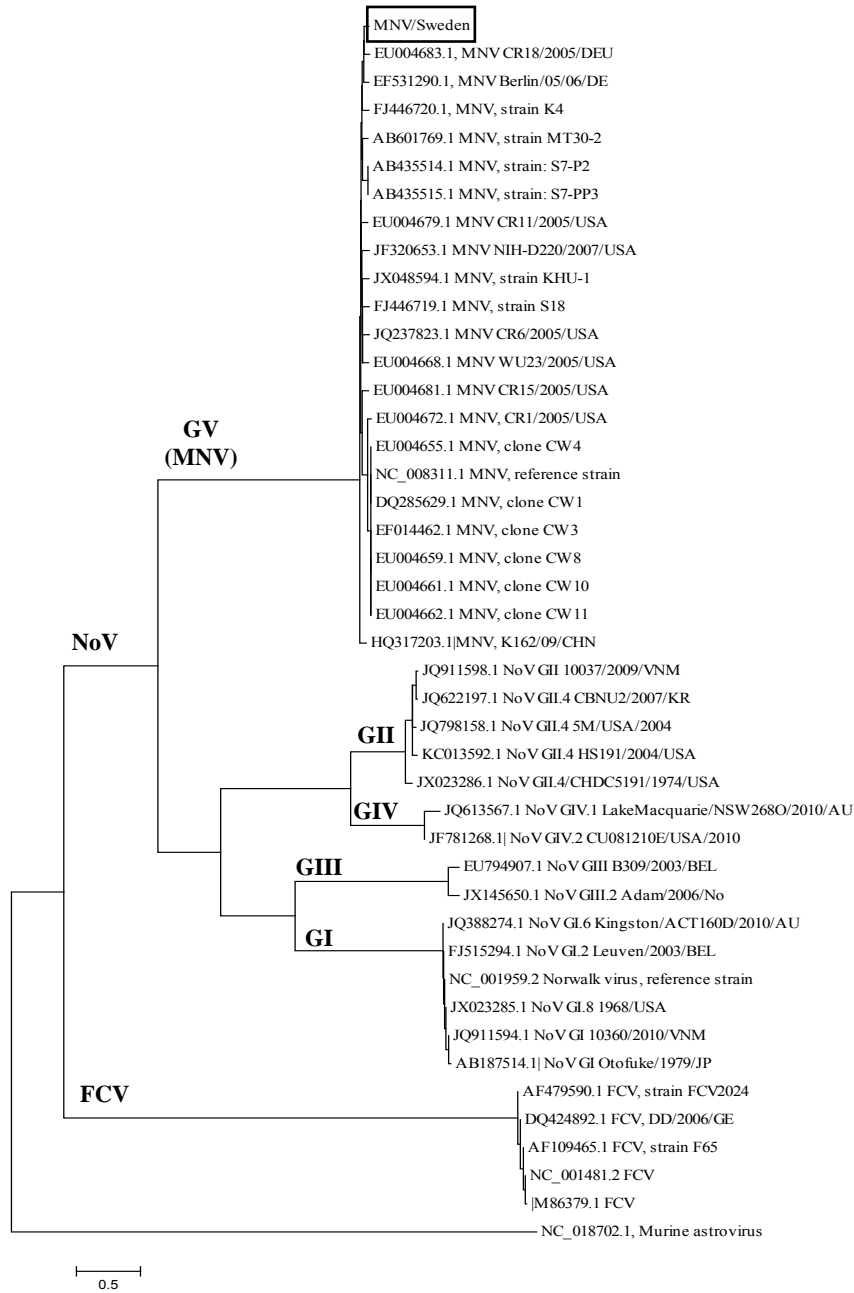 MNV/Sweden
EU004683.1, MNV CR18/2005/DEU
EF531290.1, MNV Berlin/05/06/DE
FJ446720.1, MNV, strain K4
AB601769.1 MNV, strain MT30-2
AB435514.1 MNV, strain: S7-P2
AB435515.1 MNV, strain: S7-PP3
EU004679.1 MNV CR11/2005/USA
JF320653.1 MNV NIH-D220/2007/USA
JX048594.1 MNV, strain KHU-1
FJ446719.1 MNV, strain S18
JQ237823.1 MNV CR6/2005/USA
EU004668.1 MNV WU23/2005/USA
EU004681.1 MNV CR15/2005/USA
EU004672.1 MNV, CR1/2005/USA
GV
(MNV)
EU004655.1 MNV, clone CW4
NC_008311.1 MNV, reference strain
DQ285629.1 MNV, clone CW1
EF014462.1 MNV, clone CW3
EU004659.1 MNV, clone CW8
EU004661.1 MNV, clone CW10
EU004662.1 MNV, clone CW11
NoV
HQ317203.1|MNV, K162/09/CHN
JQ911598.1 NoV GII 10037/2009/VNM
JQ622197.1 NoV GII.4 CBNU2/2007/KR
JQ798158.1 NoV GII.4 5M/USA/2004
GII
KC013592.1 NoV GII.4 HS191/2004/USA
JX023286.1 NoV GII.4/CHDC5191/1974/USA
GIV
JQ613567.1 NoV GIV.1 LakeMacquarie/NSW268O/2010/AU
JF781268.1| NoV GIV.2 CU081210E/USA/2010
GIII
EU794907.1 NoV GIII B309/2003/BEL
JX145650.1 NoV GIII.2 Adam/2006/No
JQ388274.1 NoV GI.6 Kingston/ACT160D/2010/AU
GI
FJ515294.1 NoV GI.2 Leuven/2003/BEL
NC_001959.2 Norwalk virus, reference strain
JX023285.1 NoV GI.8 1968/USA
JQ911594.1 NoV GI 10360/2010/VNM
AB187514.1| NoV GI Otofuke/1979/JP
FCV
AF479590.1 FCV, strain FCV2024
DQ424892.1 FCV, DD/2006/GE
AF109465.1 FCV, strain F65
NC_001481.2 FCV
|M86379.1 FCV
NC_018702.1, Murine astrovirus
0.5